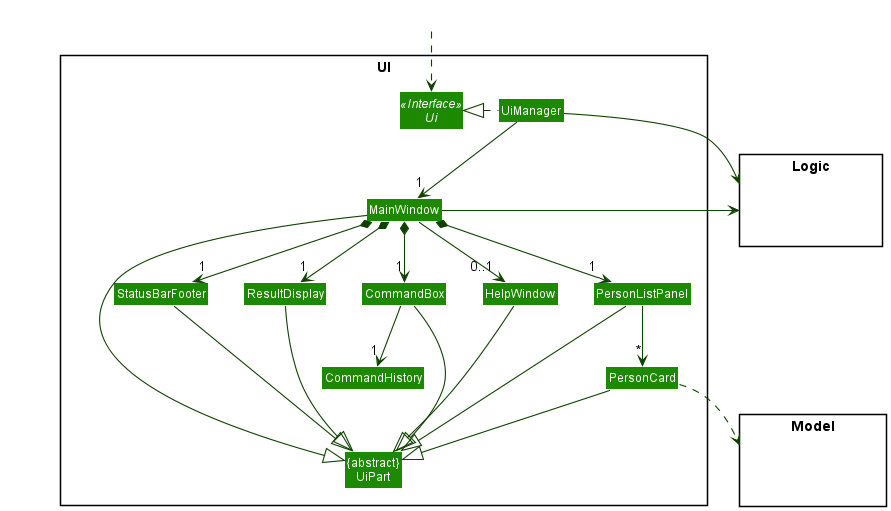 UI
«Interface»
Ui
UiManager
Logic
1
MainWindow
1
1
1
0..1
1
StatusBarFooter
ResultDisplay
CommandBox
HelpWindow
PersonListPanel
1
*
CommandHistory
PersonCard
Model
{abstract}
UiPart